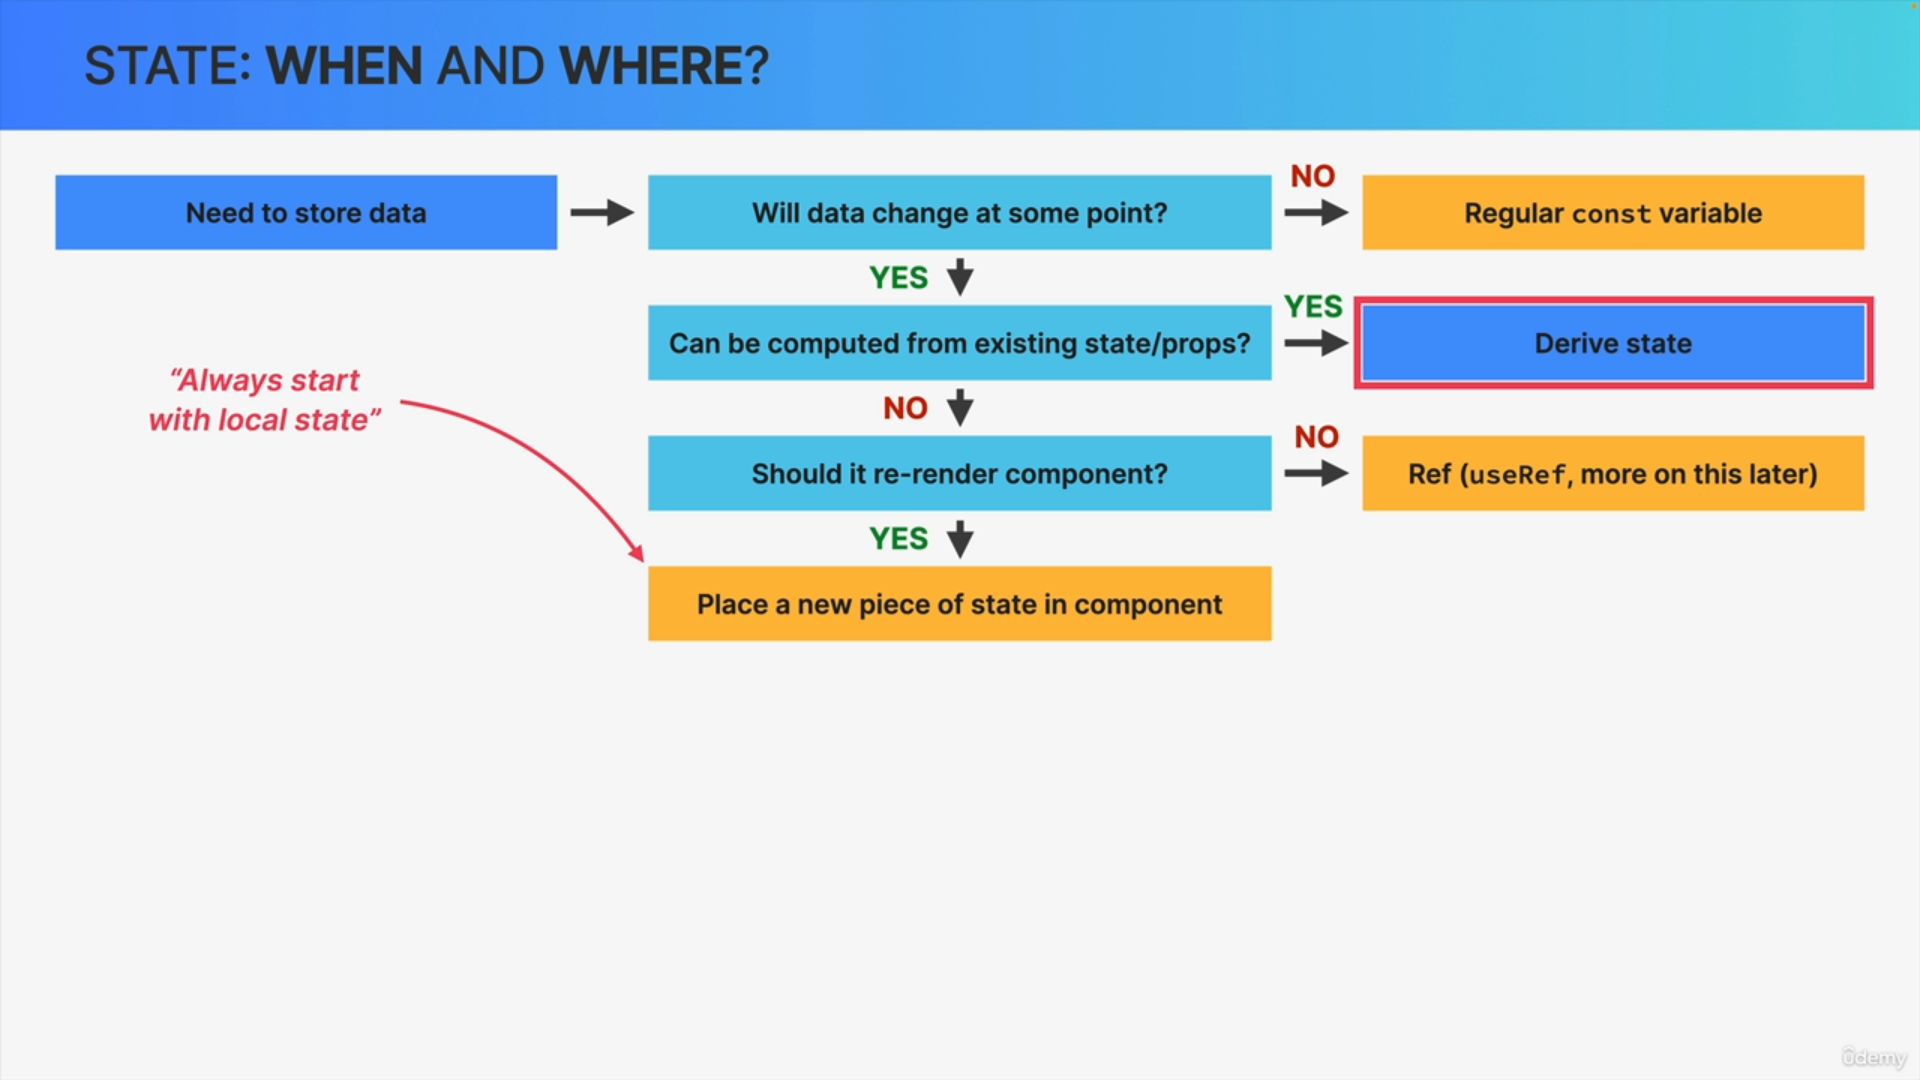 STATE: WHEN AND WHERE?
Need to store data
Will data change at some point?
NO
Regular const variable
YES
Can be computed from existing state/props?
YES
Derive state
“Always start
with local state”
NO
Should it re-render component?
NO
Ref (useRef, more on this later)
YES
Place a new piece of state in component
ûdemy